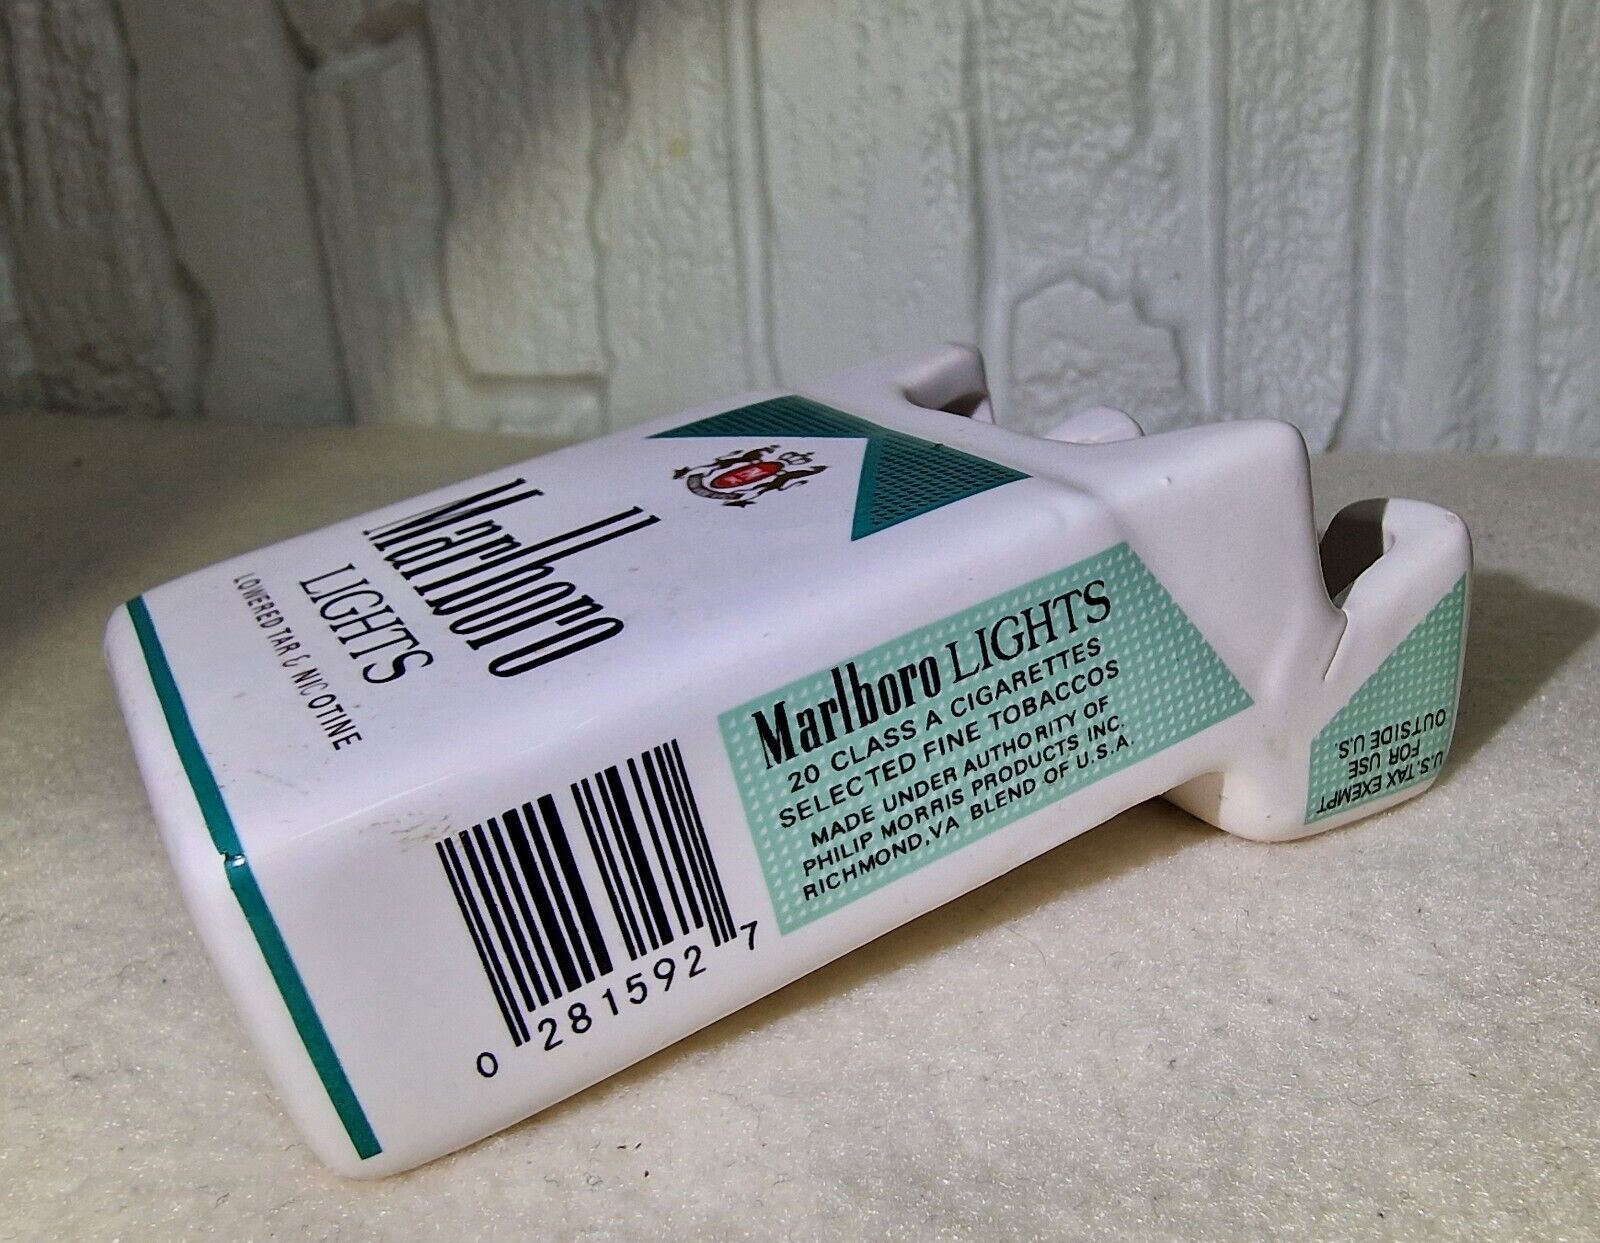 Marlboro
LIGHTS
LOWERED TAR & NICOTINE
Marlboro LIGHTS
20 CLASS A CIGARETTES
SELECTED FINE TOBACCOS
MADE UNDER AUTHORITY OF
PHILIP MORRIS PRODUCTS INC.
RICHMOND, VA BLEND OF U.S.A.
0 281592 7
U.S. TAX EXEMPT
FOR USE
OUTSIDE U.S.